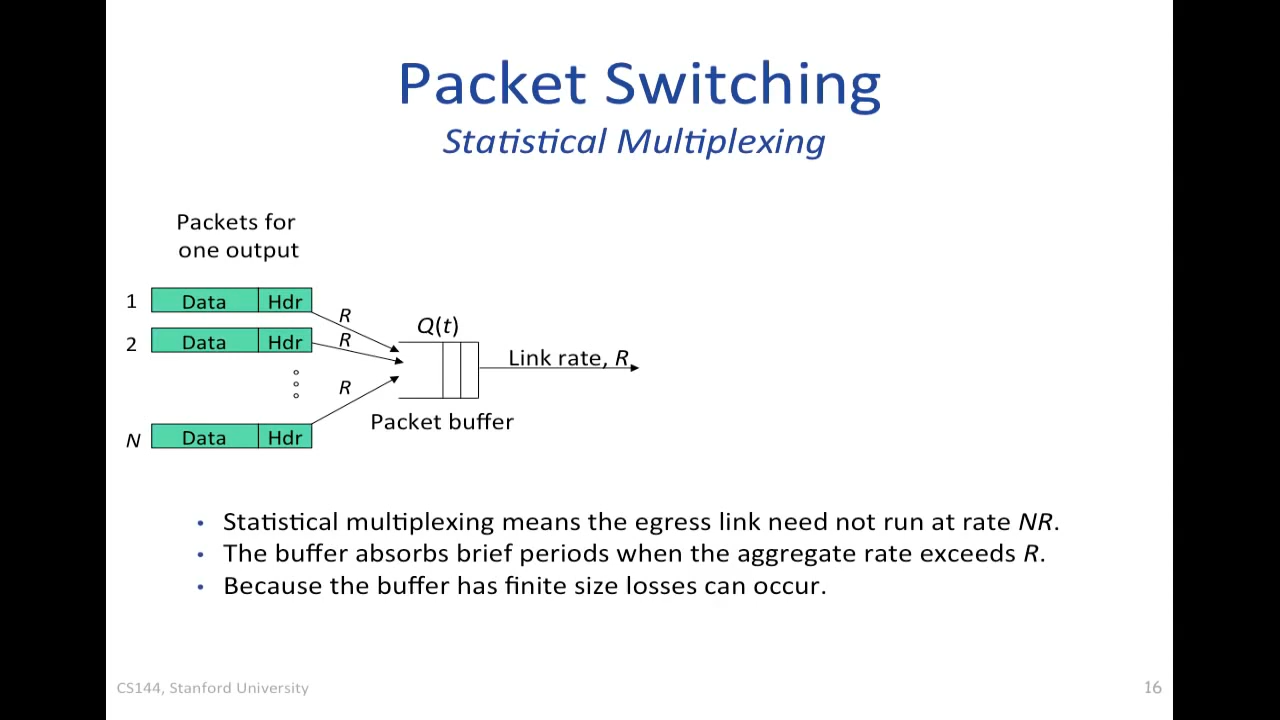 Packet Switching
Statistical Multiplexing
Packets for
one output
1 Data Hdr R
2 Data Hdr R
N Data Hdr R
Q(t)
Link rate, R
Packet buffer
• Statistical multiplexing means the egress link need not run at rate NR.
• The buffer absorbs brief periods when the aggregate rate exceeds R.
• Because the buffer has finite size losses can occur.
CS144, Stanford University
16